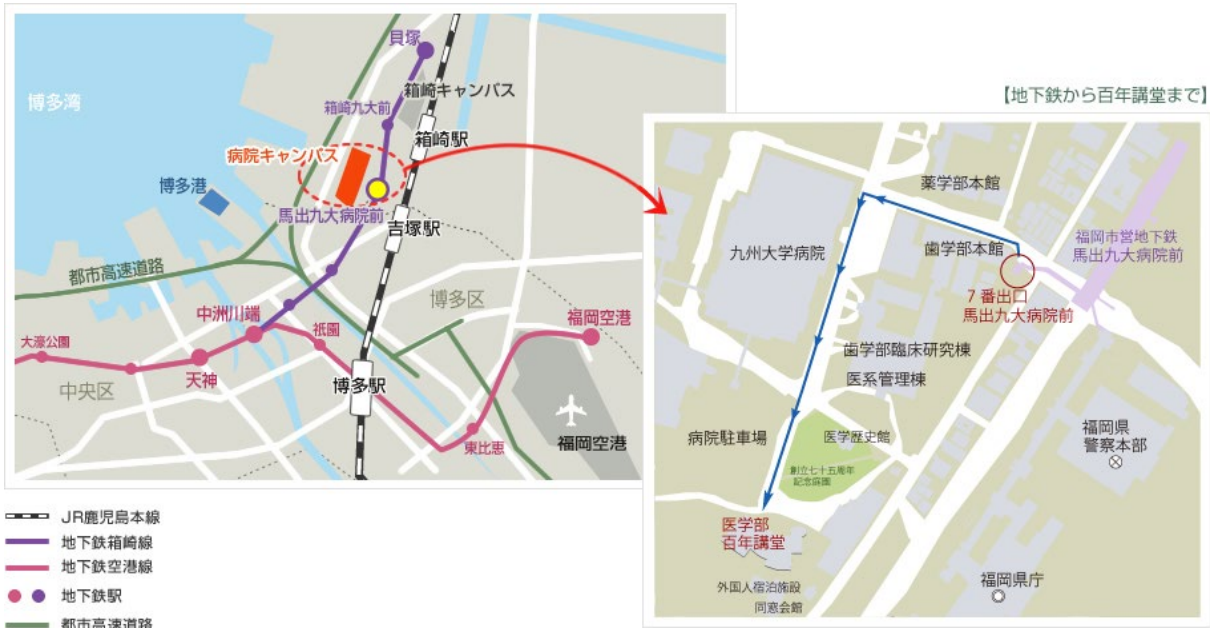 貝塚
箱崎キャンパス
箱崎九大前
箱崎駅
博多湾
病院キャンパス
博多港
馬出九大病院前
吉塚駅
都市高速道路
博多区
中洲川端
祇園
福岡空港
大濠公園
天神
中央区
博多駅
東比恵
福岡空港
JR鹿児島本線
地下鉄箱崎線
地下鉄空港線
地下鉄駅
都市高速道路
【地下鉄から百年講堂まで】
薬学部本館
九州大学病院
歯学部本館
福岡市営地下鉄
馬出九大病院前
7番出口
馬出九大病院前
歯学部臨床研究棟
医系管理棟
病院駐車場
医学歴史館
福岡県
警察本部
創立七十五周年
記念庭園
医学部
百年講堂
外国人宿泊施設
同窓会館
福岡県庁